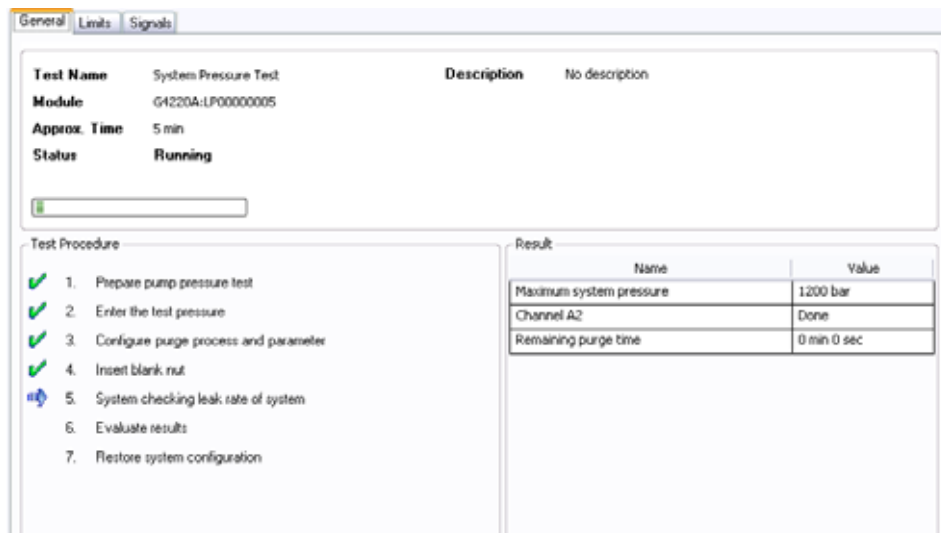 General Limits Signals
Test Name System Pressure Test Description No description
Module G4220A:LP00000005
Approx. Time 5 min
Status Running
Test Procedure
1. Prepare pump pressure test
2. Enter the test pressure
3. Configure purge process and parameter
4. Insert blank nut
5. System checking leak rate of system
6. Evaluate results
7. Restore system configuration
Result
Name Value
Maximum system pressure 1200 bar
Channel A2 Done
Remaining purge time 0 min 0 sec